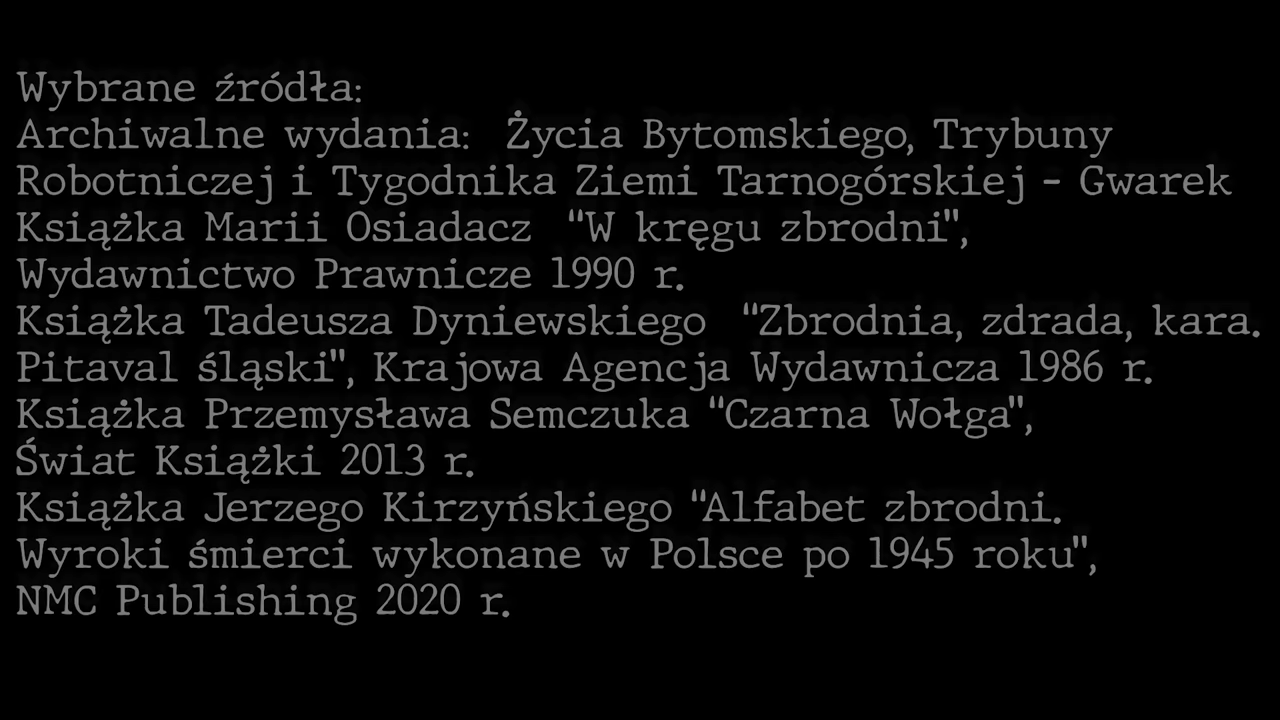 Wybrane źródła:
Archiwalne wydania: Życia Bytomskiego, Trybuny
Robotniczej i Tygodnika Ziemi Tarnogórskiej - Gwarek
Książka Marii Osiadacz "W kręgu zbrodni",
Wydawnictwo Prawnicze 1990 r.
Książka Tadeusza Dyniewskiego "Zbrodnia, zdrada, kara.
Pitaval śląski", Krajowa Agencja Wydawnicza 1986 r.
Książka Przemysława Semczuka "Czarna Wołga",
Świat Książki 2013 r.
Książka Jerzego Kirzyńskiego "Alfabet zbrodni.
Wyroki śmierci wykonane w Polsce po 1945 roku",
NMC Publishing 2020 r.